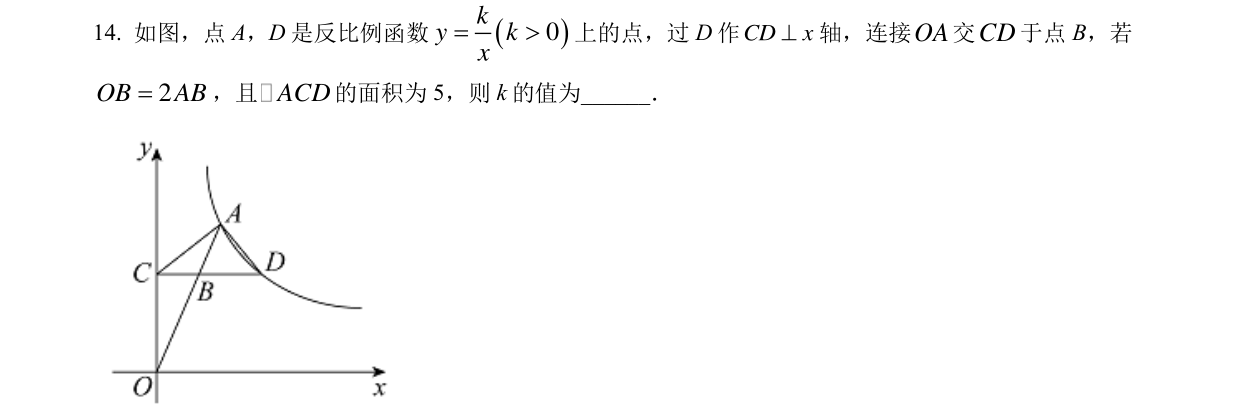 14. 如图，点 A，D 是反比例函数 y = k/x (k > 0) 上的点，过 D 作 CD ⊥ x 轴，连接 OA 交 CD 于点 B，若
OB = 2AB，且□ACD 的面积为 5，则 k 的值为______．
y
A
C
D
B
O
x